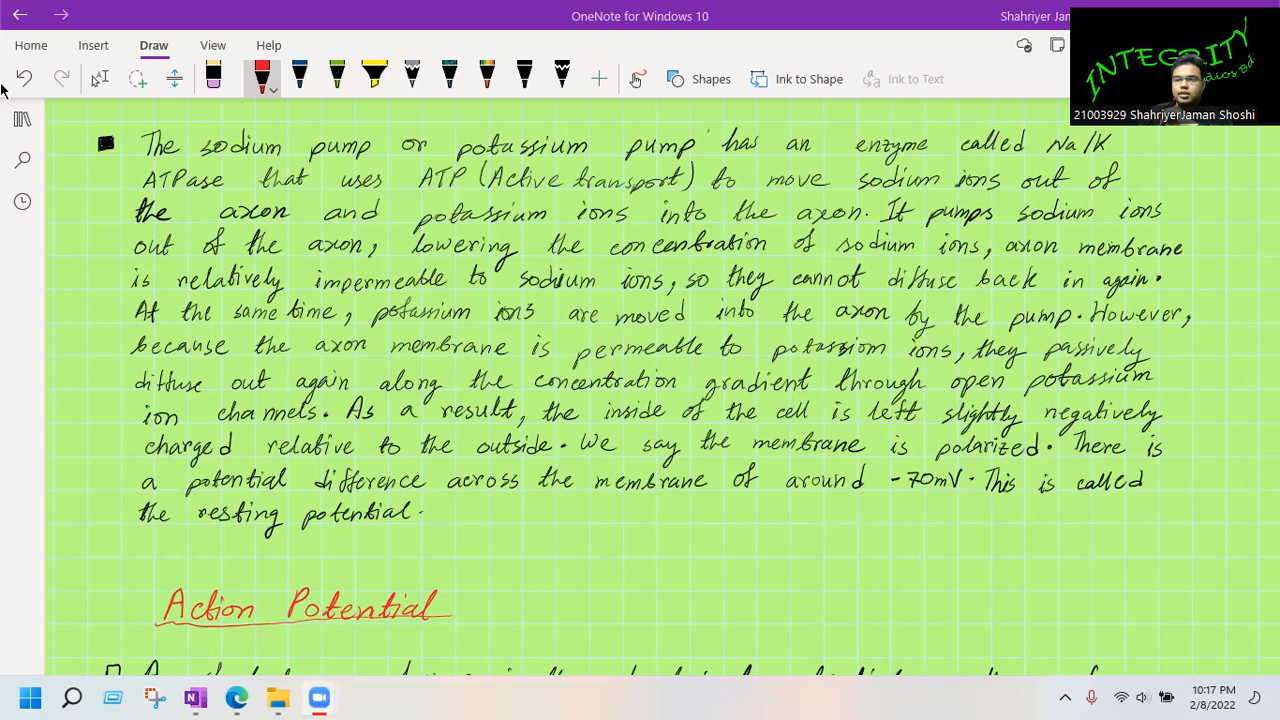 OneNote for Windows 10
Shahriyer Jaman
Home Insert Draw View Help
Shapes Ink to Shape Ink to Text
INTEGRITY
udios Bd
21003929 ShahriyerJaman Shoshi
The sodium pump or potassium pump has an enzyme called Na/K
ATPase that uses ATP (Active transport) to move sodium ions out of
the axon and potassium ions into the axon. It pumps sodium ions
out of the axon, lowering the concentration of sodium ions, axon membrane
is relatively impermeable to sodium ions, so they cannot diffuse back in again.
At the same time, potassium ions are moved into the axon by the pump. However,
because the axon membrane is permeable to potassium ions, they passively
diffuse out again along the concentration gradient through open potassium
ion channels. As a result, the inside of the cell is left slightly negatively
charged relative to the outside. We say the membrane is polarized. There is
a potential difference across the membrane of around -70mV. This is called
the resting potential.
Action Potential
10:17 PM
2/8/2022